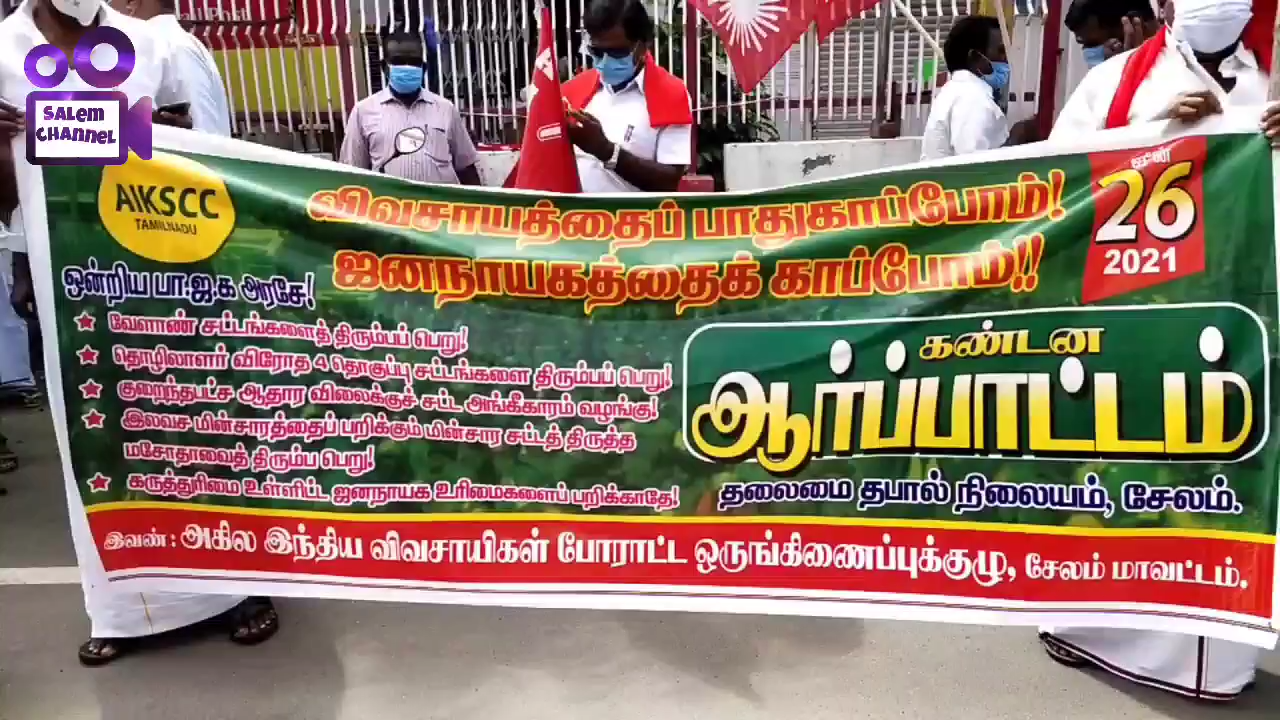 SALEM
CHANNEL
AIKSCC
TAMILNADU
விவசாயத்தைப் பாதுகாப்போம்!
ஜனநாயகத்தைக் காப்போம்!!
ஜூன்
26
2021
ஒன்றிய பா.ஜ.க அரசே!
வேளாண் சட்டங்களைத் திரும்பப் பெறு!
தொழிலாளர் விரோத 4 தொகுப்பு சட்டங்களை திரும்பப் பெறு!
குறைந்தபட்ச ஆதார விலைக்குச் சட்ட அங்கீகாரம் வழங்கு!
இலவச மின்சாரத்தைப் பறிக்கும் மின்சார சட்டத் திருத்த
மசோதாவைத் திரும்ப பெறு!
கருத்துரிமை உள்ளிட்ட ஜனநாயக உரிமைகளைப் பறிக்காதே!
கண்டன
ஆர்ப்பாட்டம்
தலைமை தபால் நிலையம், சேலம்.
இவண் : அகில இந்திய விவசாயிகள் போராட்ட ஒருங்கிணைப்புக்குழு, சேலம் மாவட்டம்.